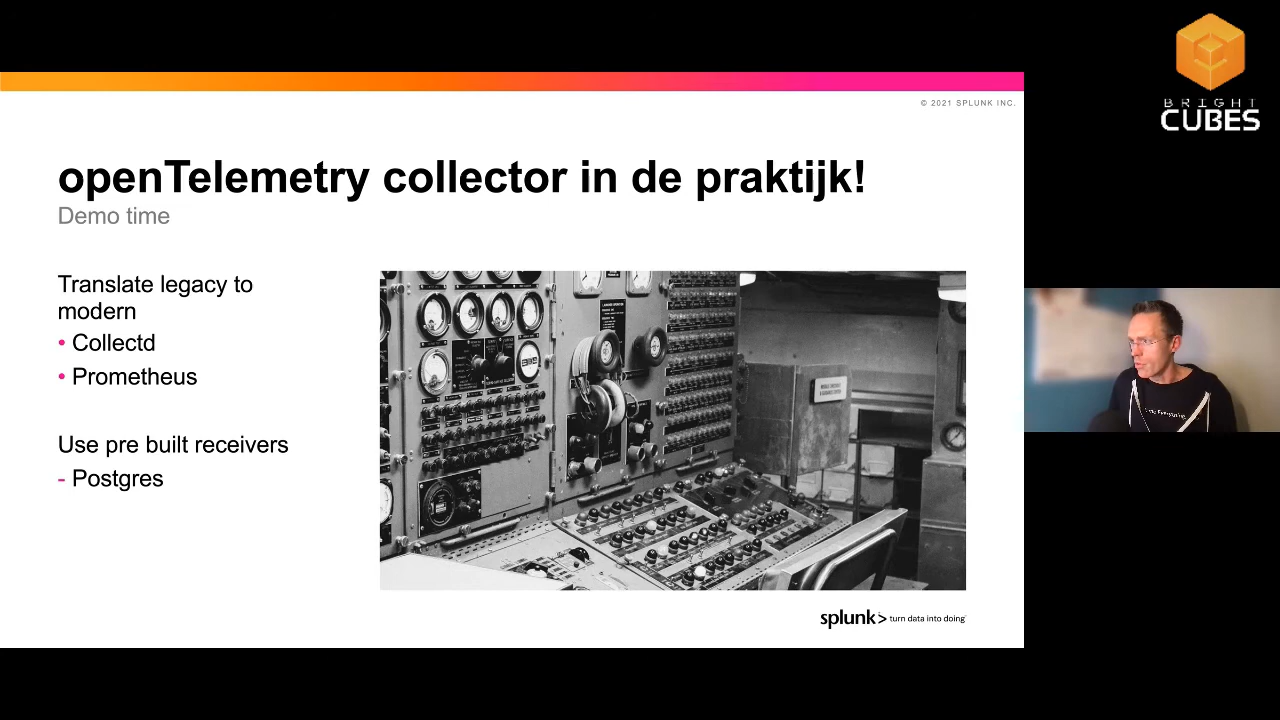 BRIGHT
CUBES
© 2021 SPLUNK INC.
openTelemetry collector in de praktijk!
Demo time
Translate legacy to
modern
• Collectd
• Prometheus
Use pre built receivers
- Postgres
splunk> turn data into doing